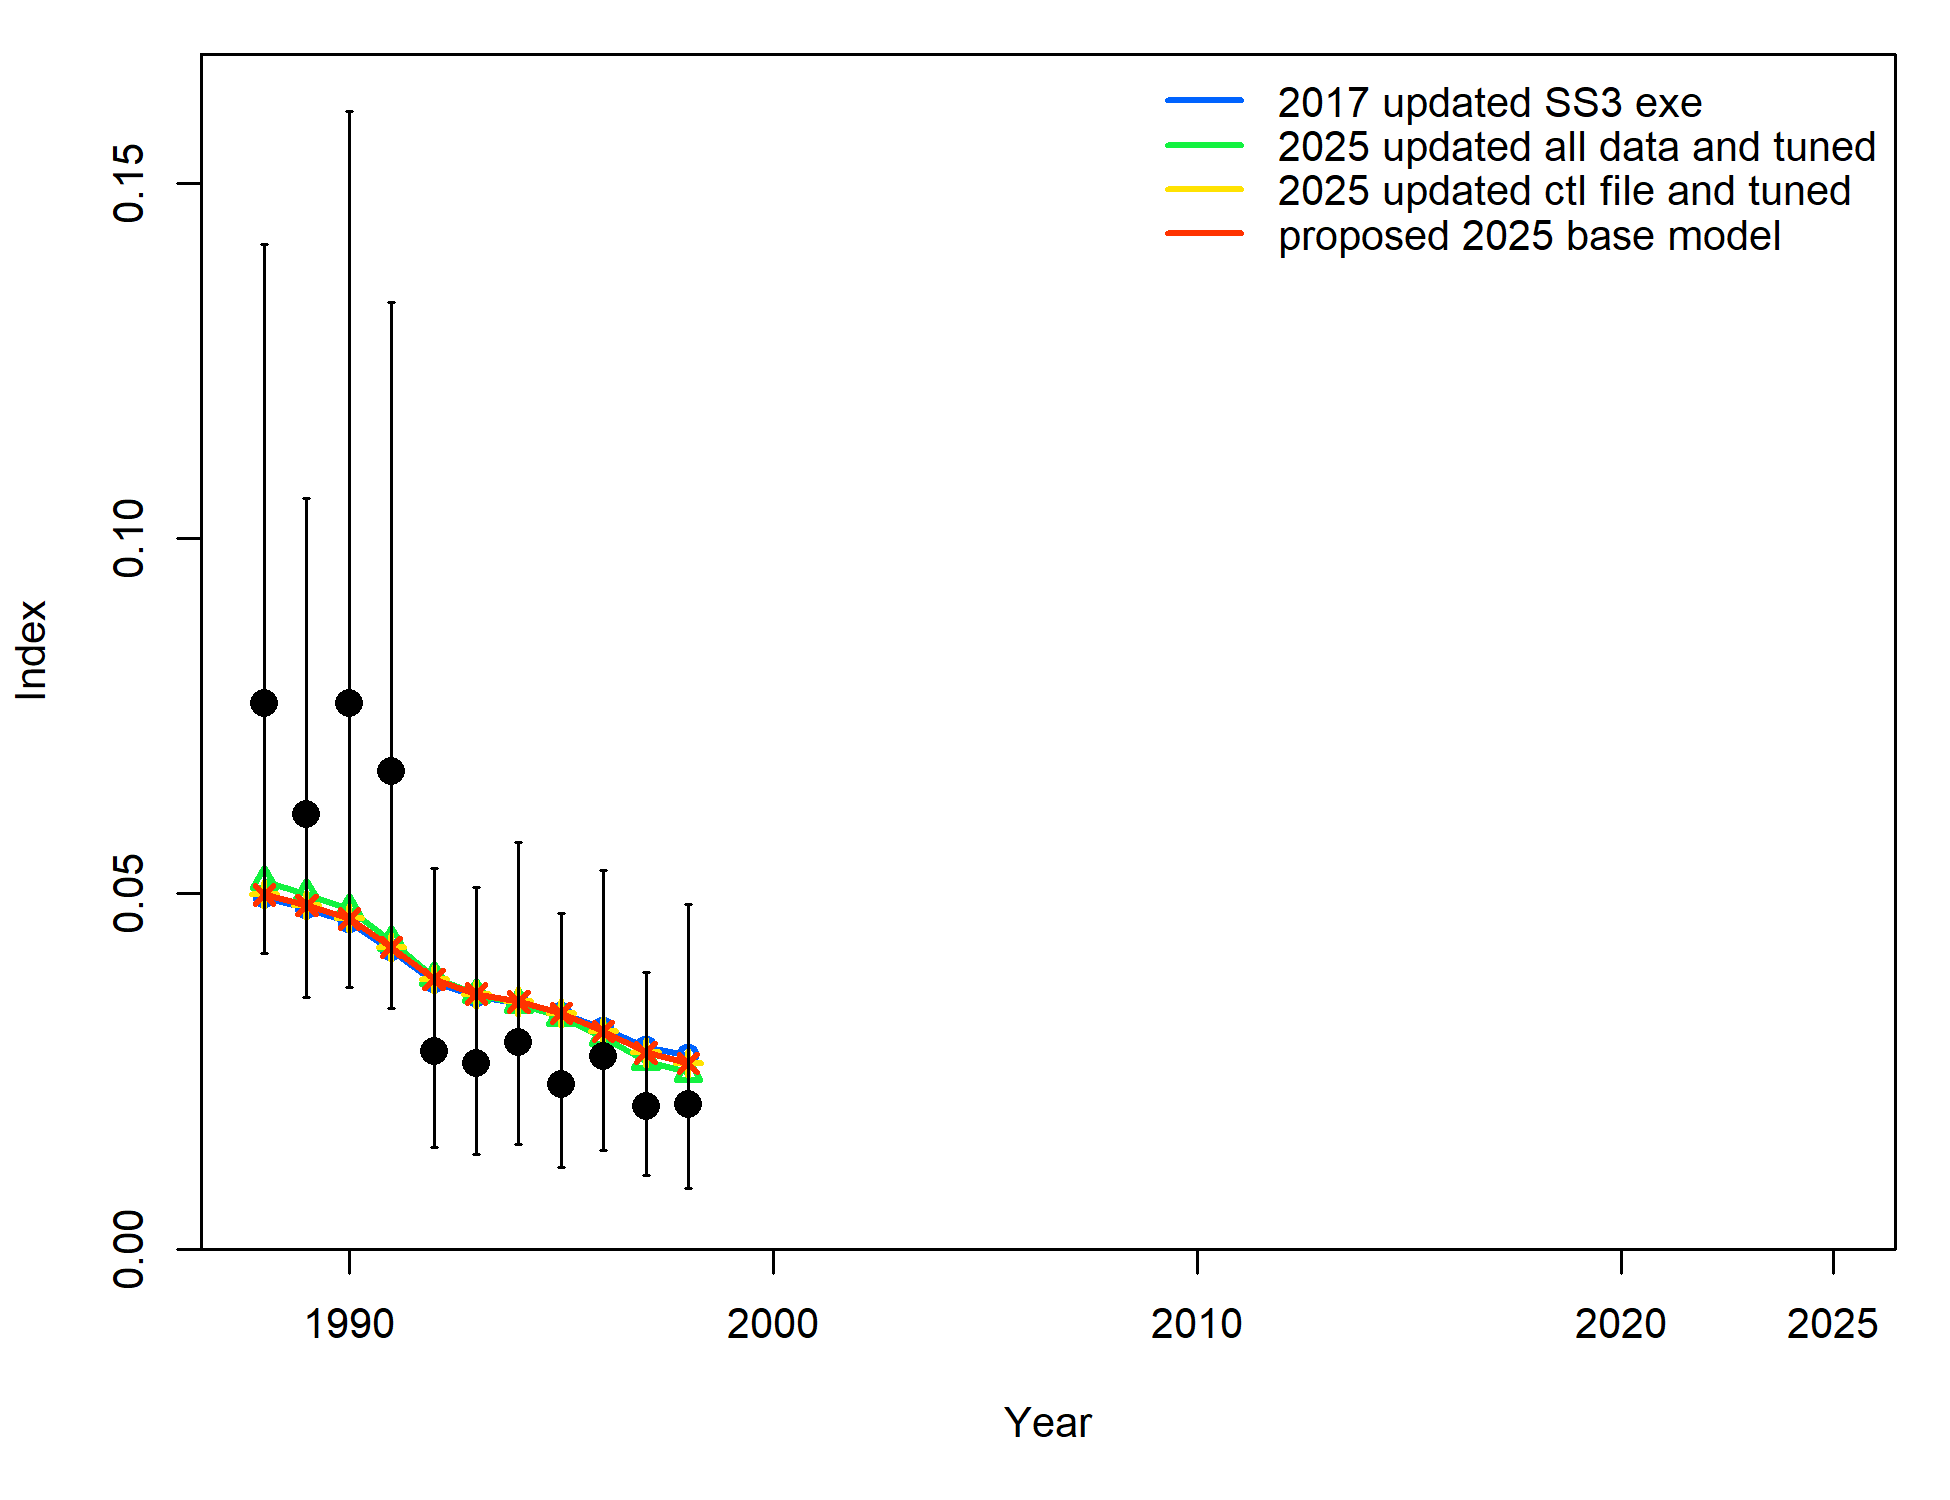 2017 updated SS3 exe
2025 updated all data and tuned
2025 updated ctl file and tuned
proposed 2025 base model
0.15
0.10
0.05
0.00
Index
1990 2000 2010 2020 2025
Year